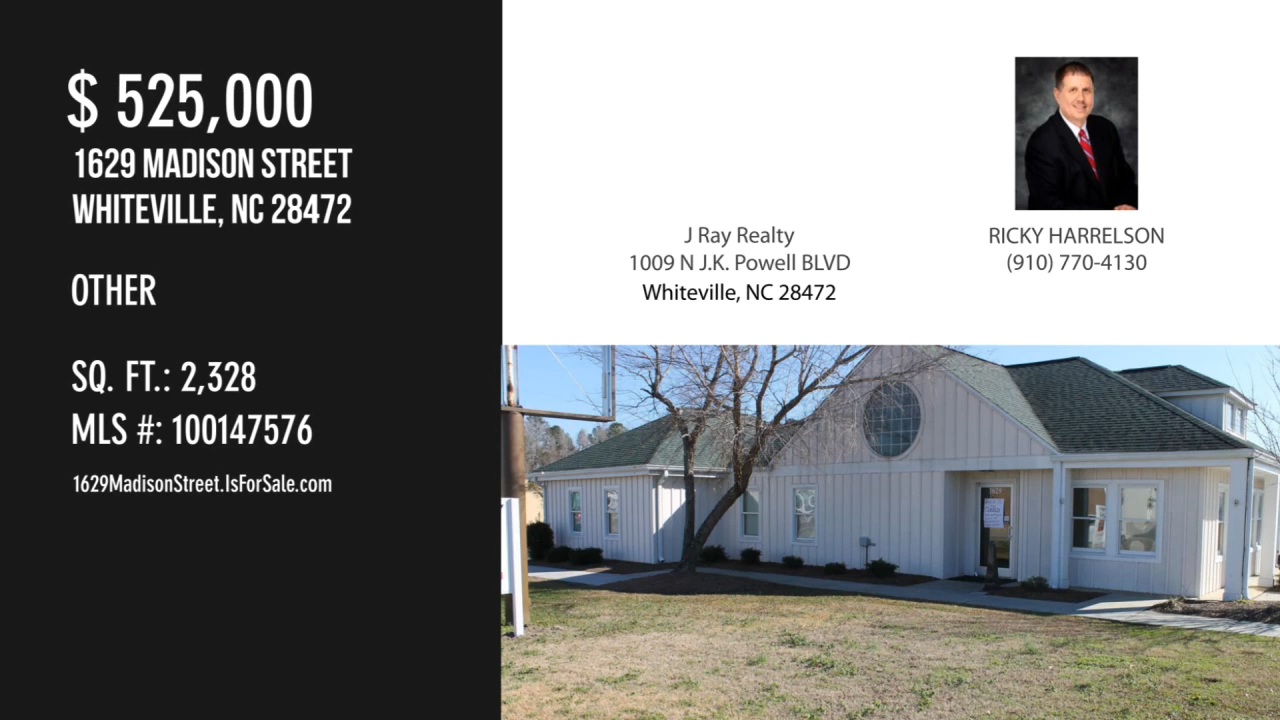 $ 525,000
1629 MADISON STREET
WHITEVILLE, NC 28472
OTHER
SQ. FT.: 2,328
MLS #: 100147576
1629MadisonStreet.IsForSale.com
J Ray Realty
1009 N J.K. Powell BLVD
Whiteville, NC 28472
RICKY HARRELSON
(910) 770-4130
1629